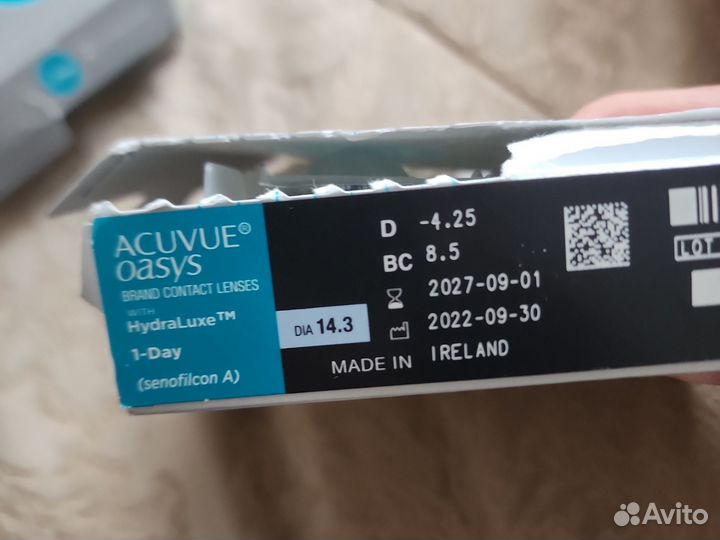 ACUVUE®
OASYS
BRAND CONTACT LENSES
WITH
HydraLuxe™
1-Day
(senofilcon A)
DIA 14.3
D -4.25
BC 8.5
2027-09-01
2022-09-30
MADE IN IRELAND
LOT
Avito